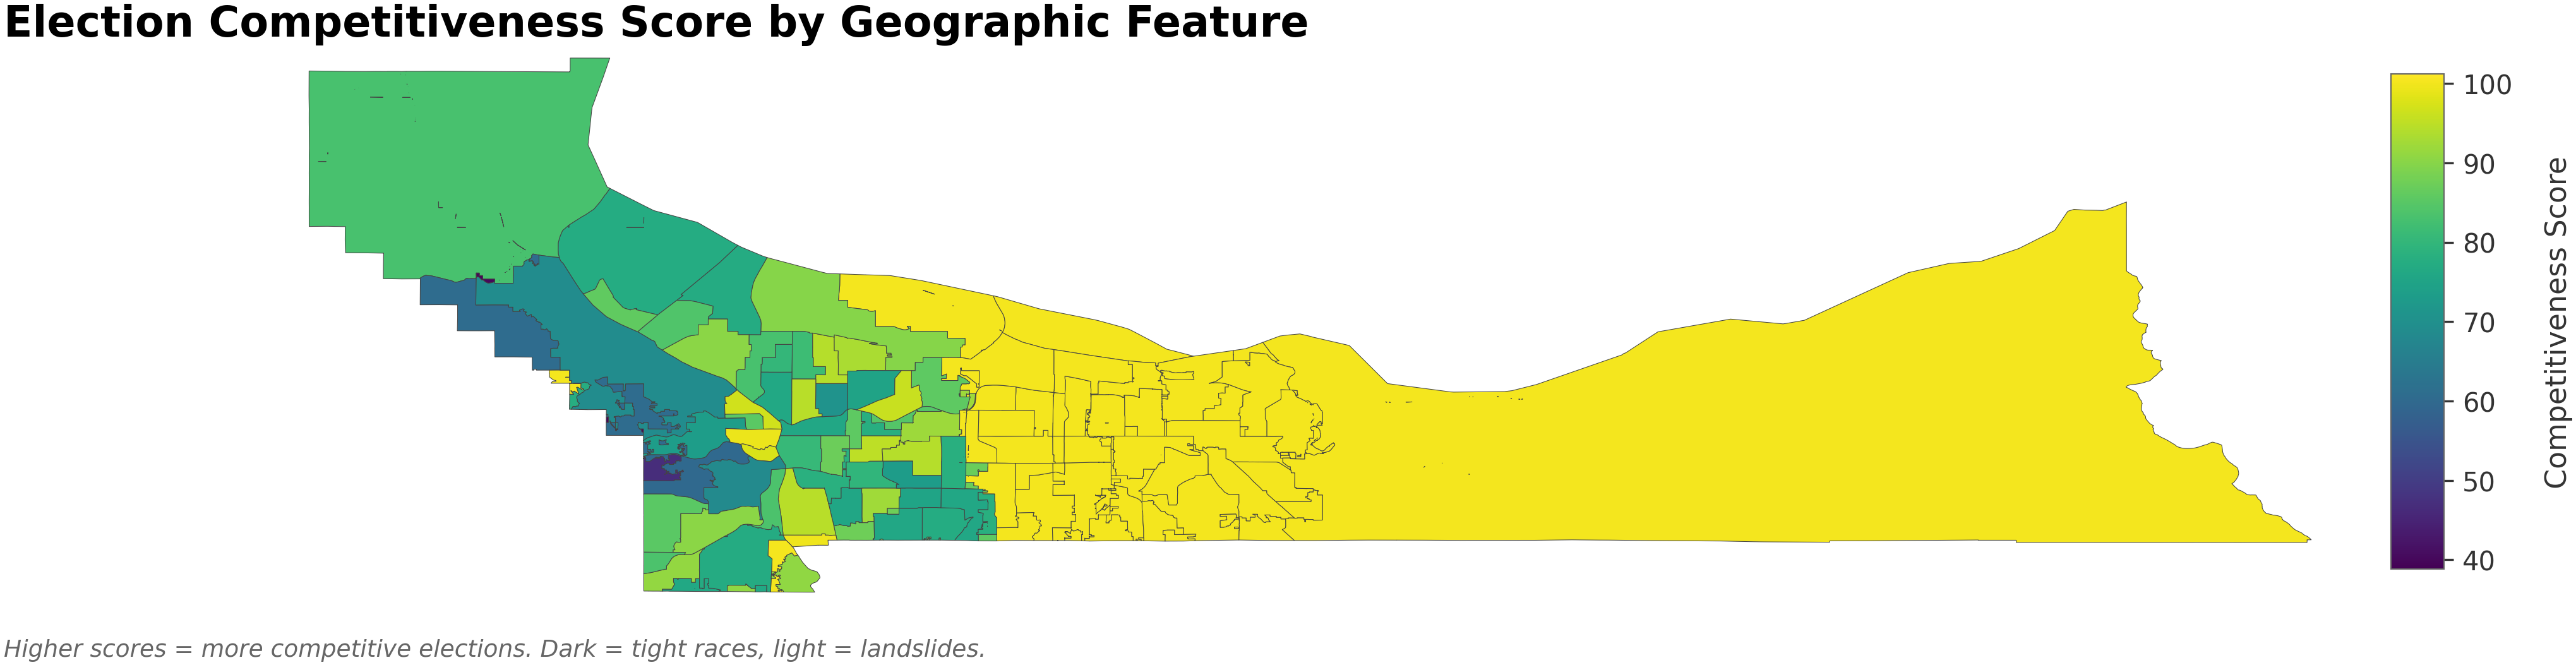 Election Competitiveness Score by Geographic Feature
100
90
80
70
60
50
40
Competitiveness Score
Higher scores = more competitive elections. Dark = tight races, light = landslides.